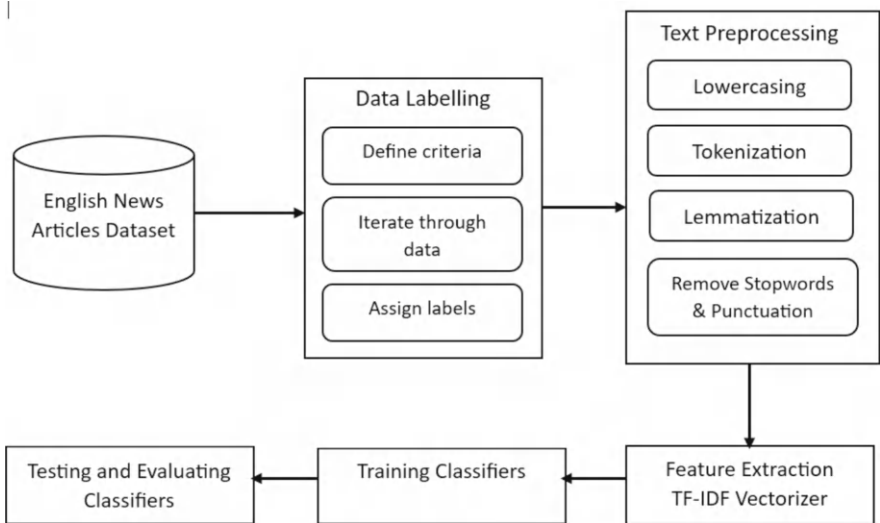 English News
Articles Dataset
Data Labelling
Define criteria
Iterate through
data
Assign labels
Text Preprocessing
Lowercasing
Tokenization
Lemmatization
Remove Stopwords
& Punctuation
Feature Extraction
TF-IDF Vectorizer
Training Classifiers
Testing and Evaluating
Classifiers